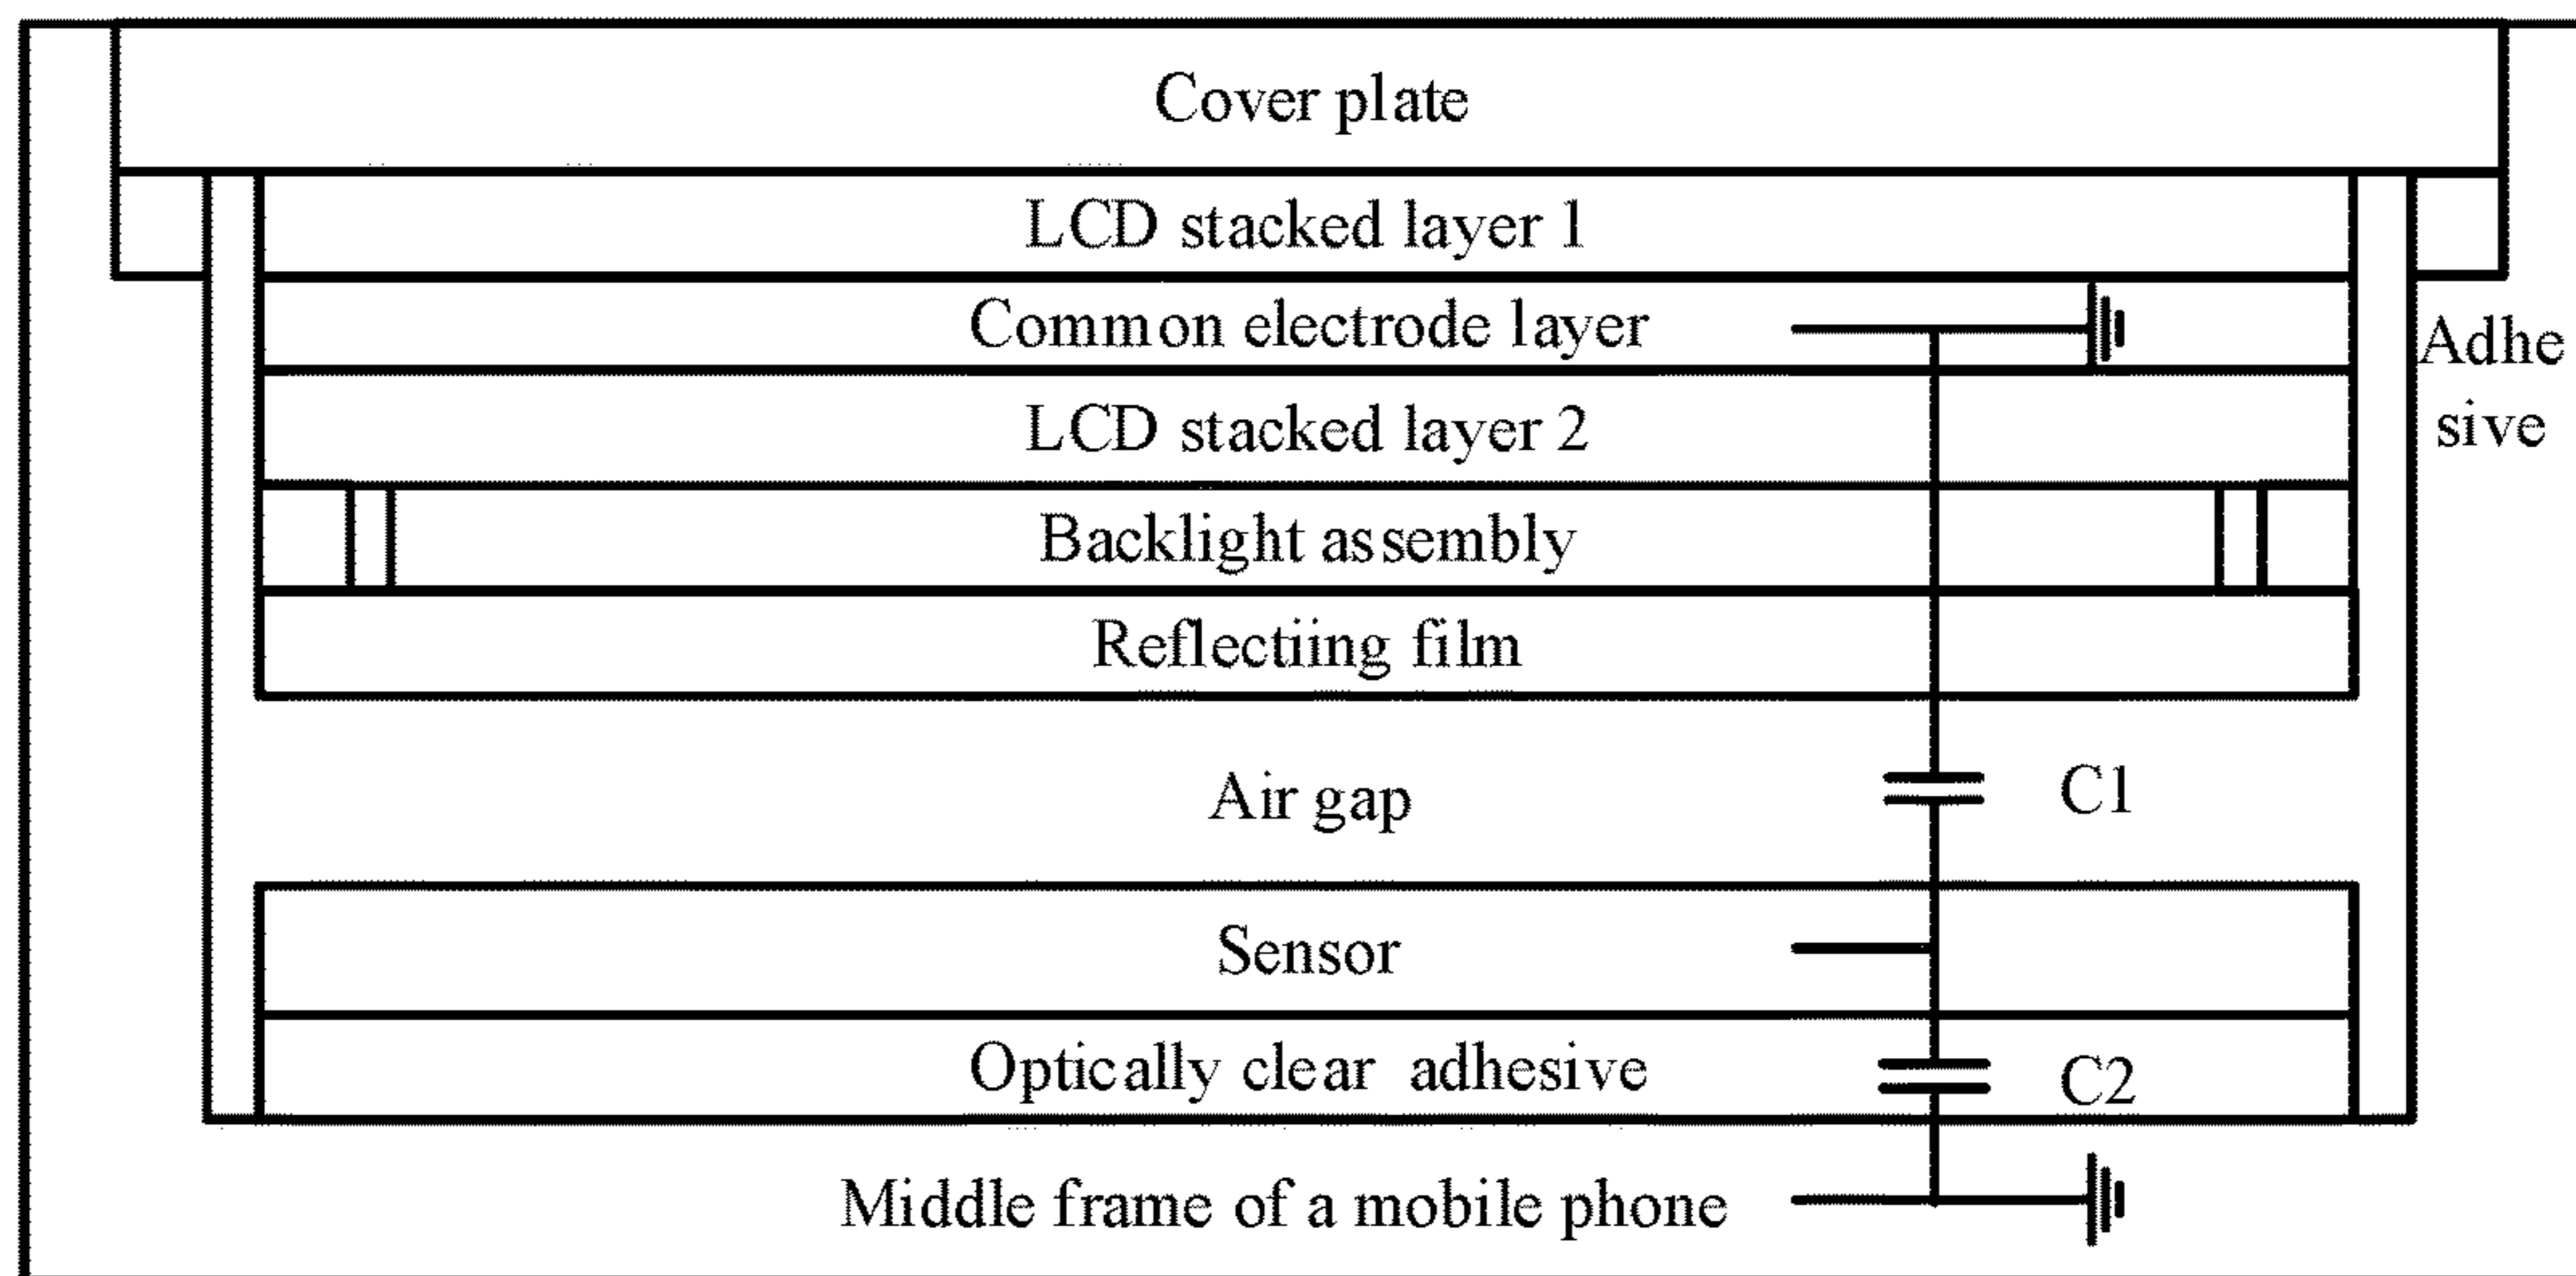 Cover plate
LCD stacked layer 1
Common electrode layer
Adhe
sive
LCD stacked layer 2
Backlight assembly
Reflectiing film
Air gap
C1
Sensor
Optically clear adhesive
C2
Middle frame of a mobile phone